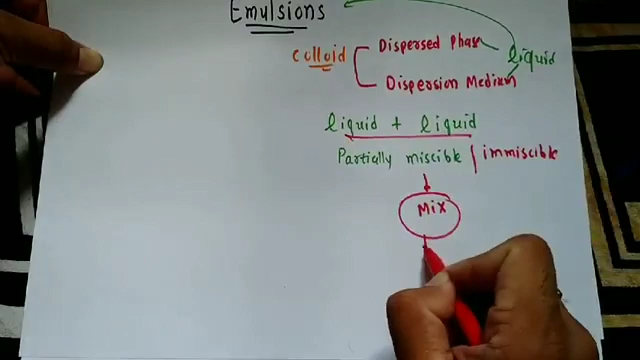 Emulsions
Colloid
Dispersed Phase
liquid
Dispersion Medium
liquid + liquid
Partially miscible / immiscible
Mix